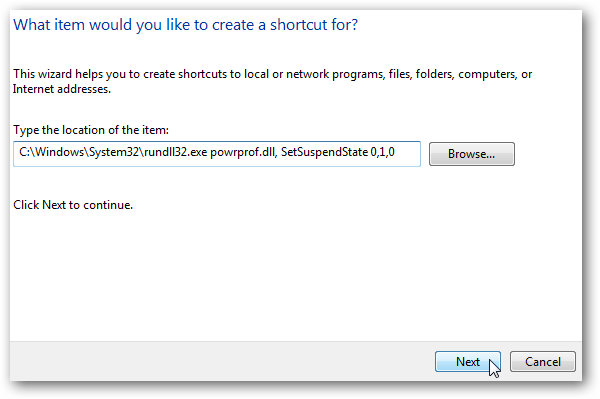 What item would you like to create a shortcut for?
This wizard helps you to create shortcuts to local or network programs, files, folders, computers, or
Internet addresses.
Type the location of the item:
C:\Windows\System32\rundll32.exe powrprof.dll, SetSuspendState 0,1,0
Browse...
Click Next to continue.
Next
Cancel